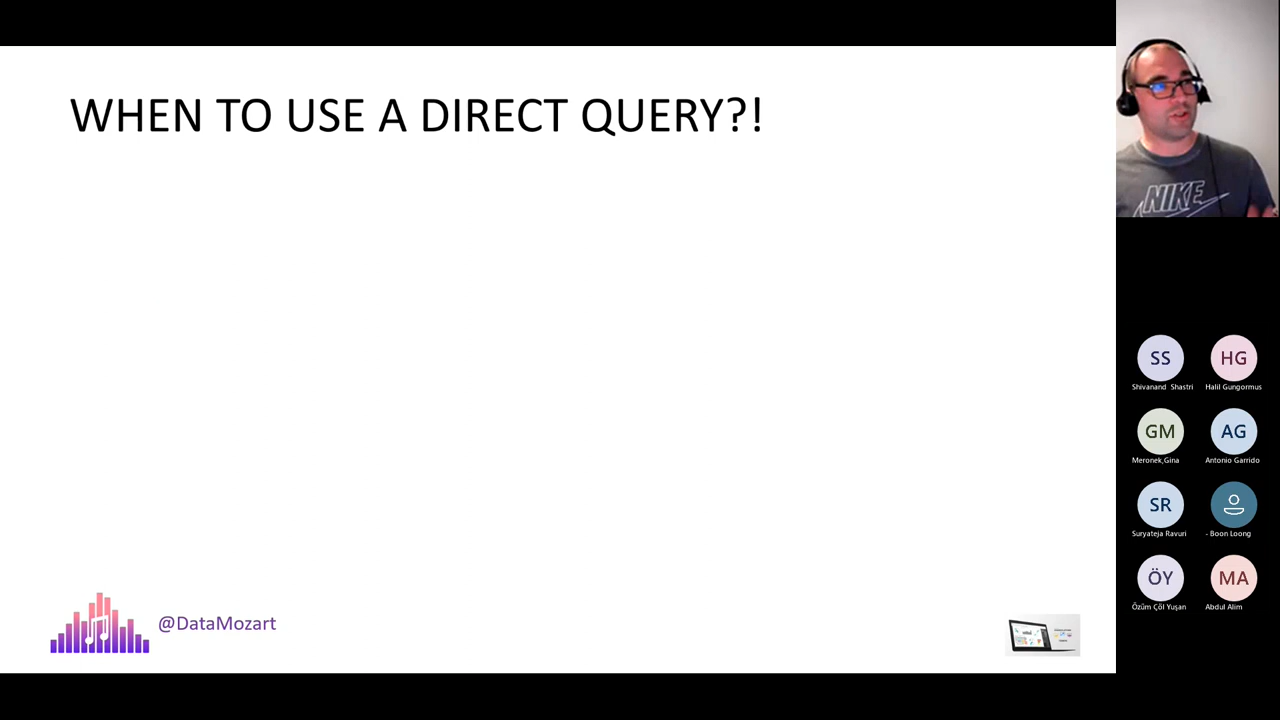 WHEN TO USE A DIRECT QUERY?!
@DataMozart
NIKE
SS
HG
Shivanand Shastri
Halil Gungormus
GM
AG
Meronek,Gina
Antonio Garrido
SR
Suryateja Ravuri
- Boon Loong
ÖY
MA
Özüm Çöl Yuşan
Abdul Alim